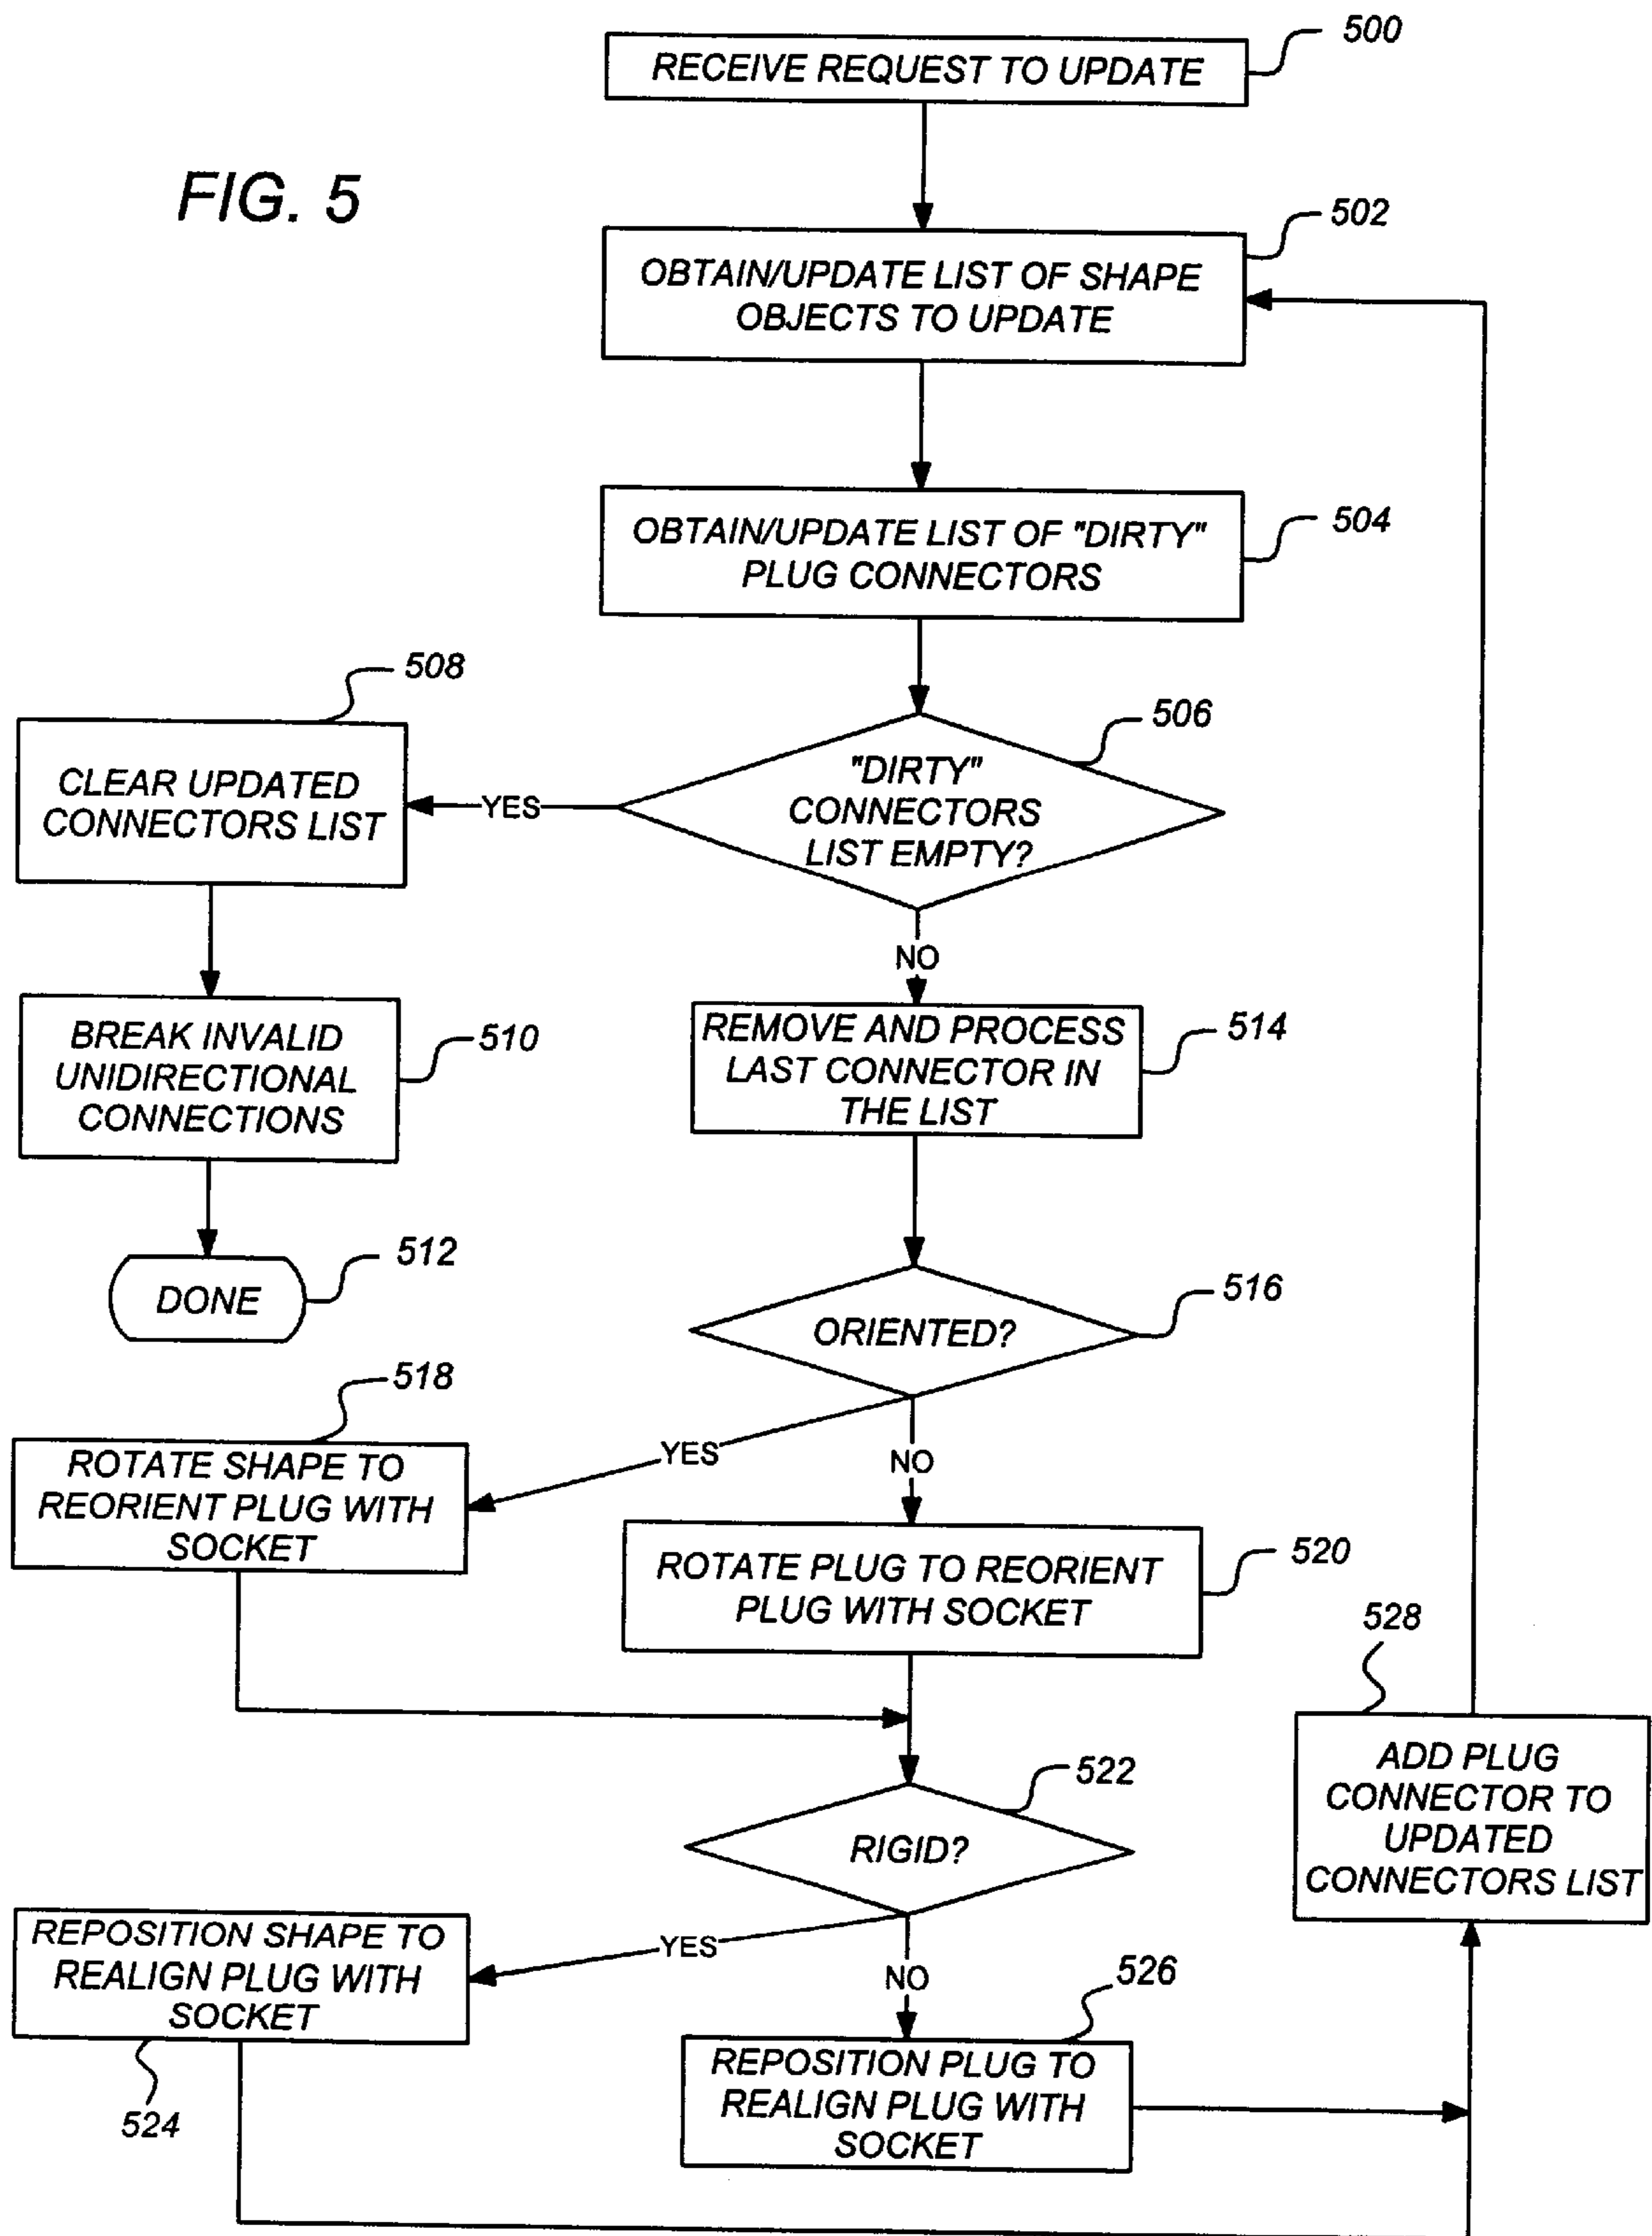 500
RECEIVE REQUEST TO UPDATE
FIG. 5
502
OBTAIN/UPDATE LIST OF SHAPE
OBJECTS TO UPDATE
504
OBTAIN/UPDATE LIST OF "DIRTY"
PLUG CONNECTORS
508
506
CLEAR UPDATED
CONNECTORS LIST
YES
"DIRTY"
CONNECTORS
LIST EMPTY?
NO
BREAK INVALID
UNIDIRECTIONAL
CONNECTIONS
510
REMOVE AND PROCESS
LAST CONNECTOR IN
THE LIST
514
DONE
512
516
ORIENTED?
518
YES
NO
ROTATE SHAPE TO
REORIENT PLUG WITH
SOCKET
ROTATE PLUG TO REORIENT
PLUG WITH SOCKET
520
528
522
RIGID?
ADD PLUG
CONNECTOR TO
UPDATED
CONNECTORS LIST
YES
NO
REPOSITION SHAPE TO
REALIGN PLUG WITH
SOCKET
524
526
REPOSITION PLUG TO
REALIGN PLUG WITH
SOCKET